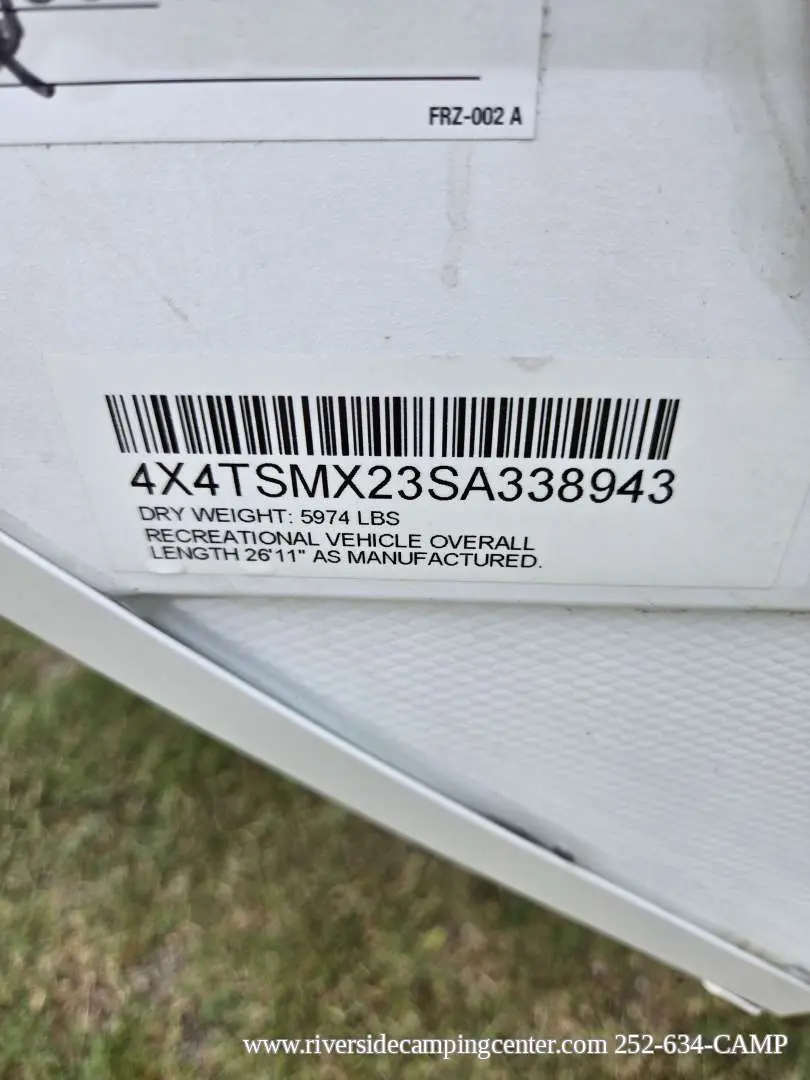 FRZ-002 A
4X4TSMX23SA338943
DRY WEIGHT: 5974 LBS
RECREATIONAL VEHICLE OVERALL
LENGTH 26'11" AS MANUFACTURED.
www.riversidecampingcenter.com 252-634-CAMP